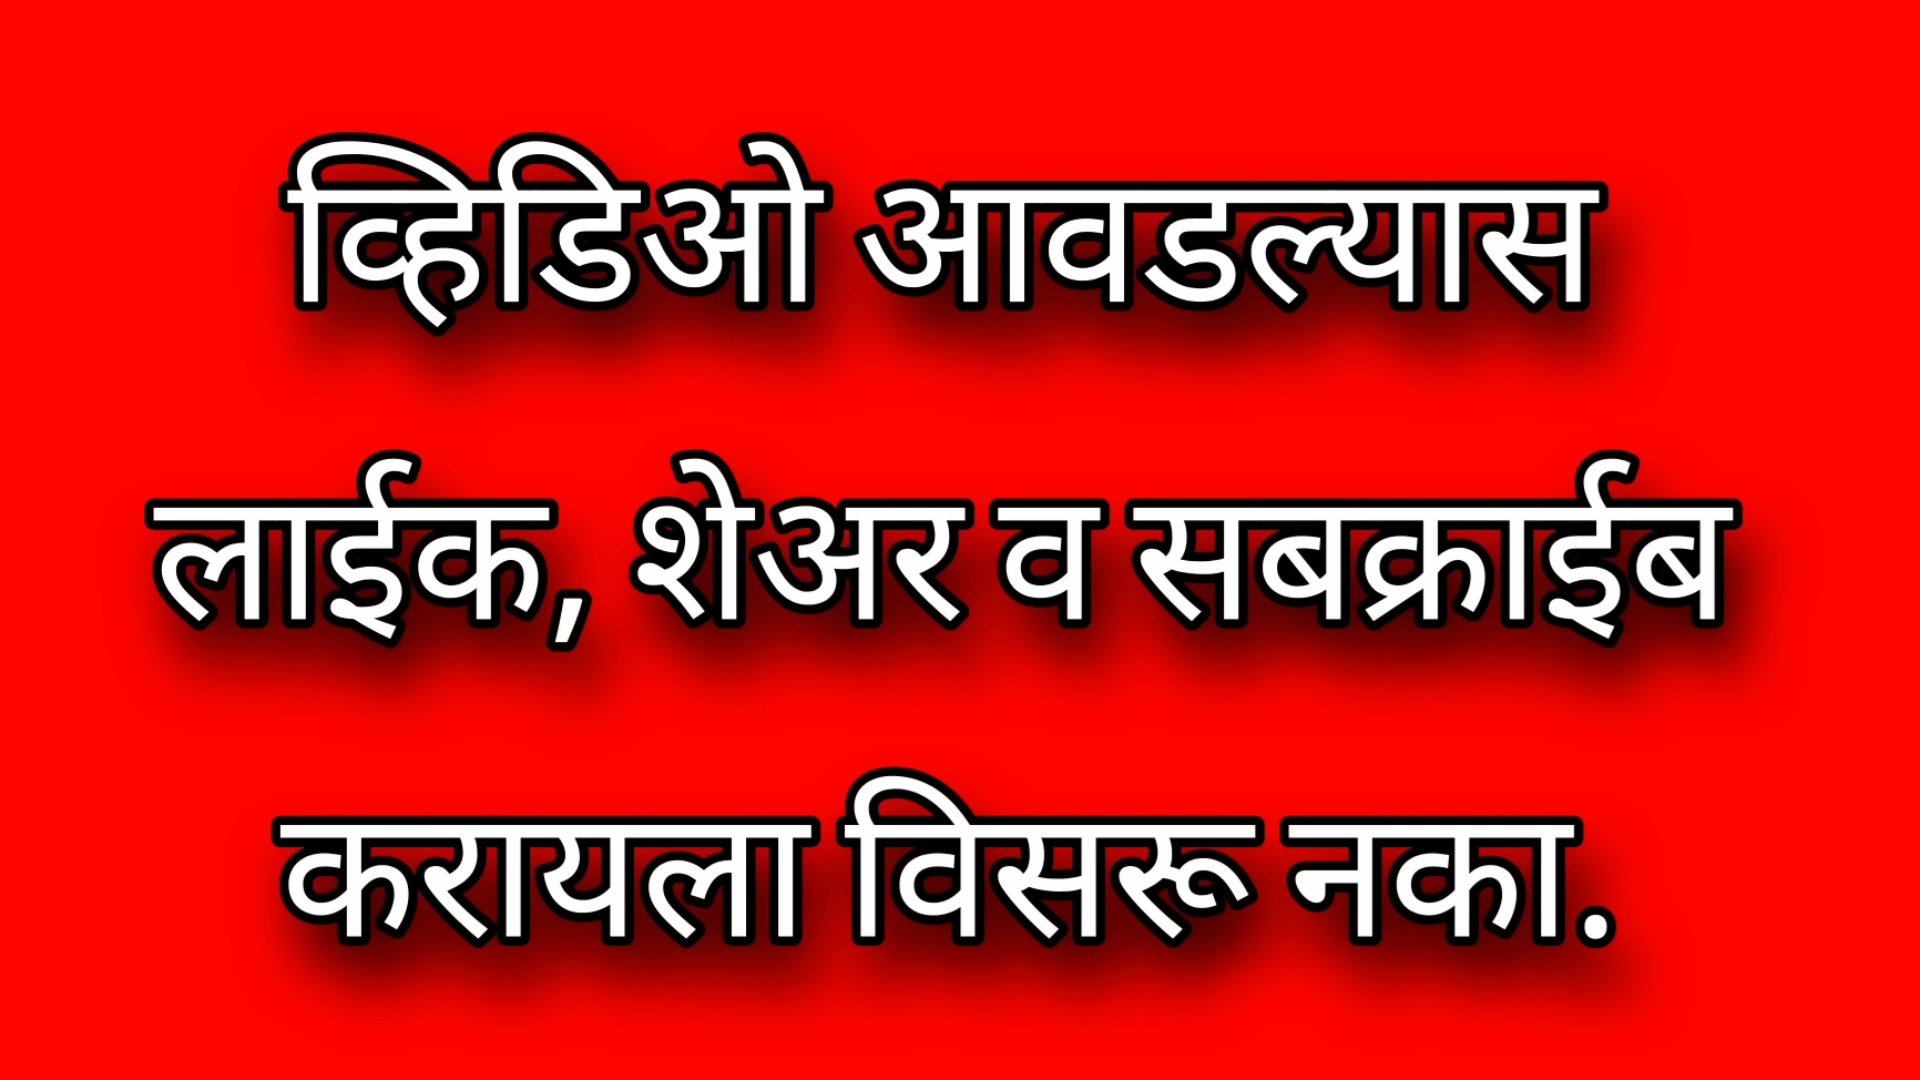 व्हिडिओ आवडल्यास
लाईक, शेअर व सबक्राईब
करायला विसरू नका.